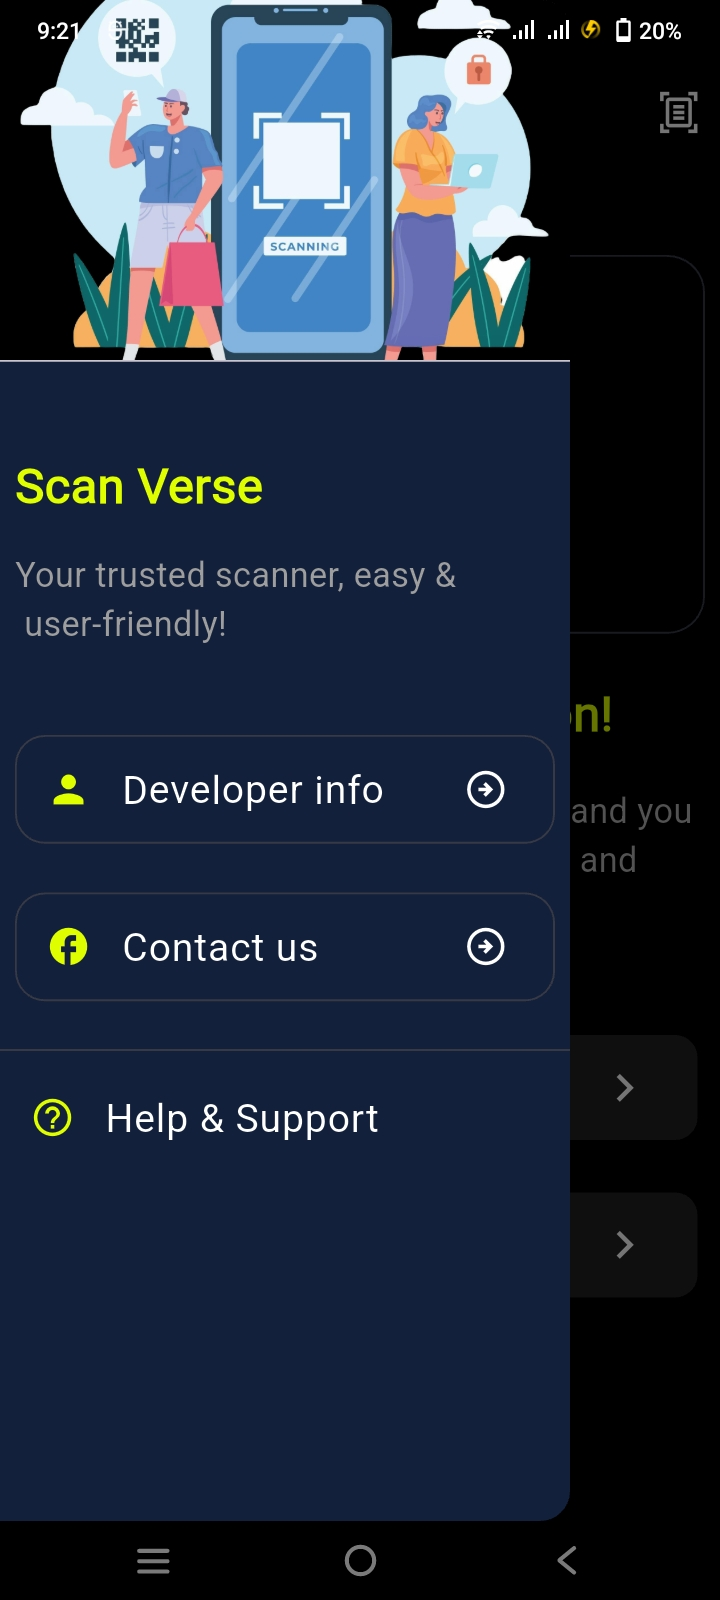 9:21
20%
SCANNING
Scan Verse
Your trusted scanner, easy &
user-friendly!
on!
Developer info
and you
and
Contact us
Help & Support